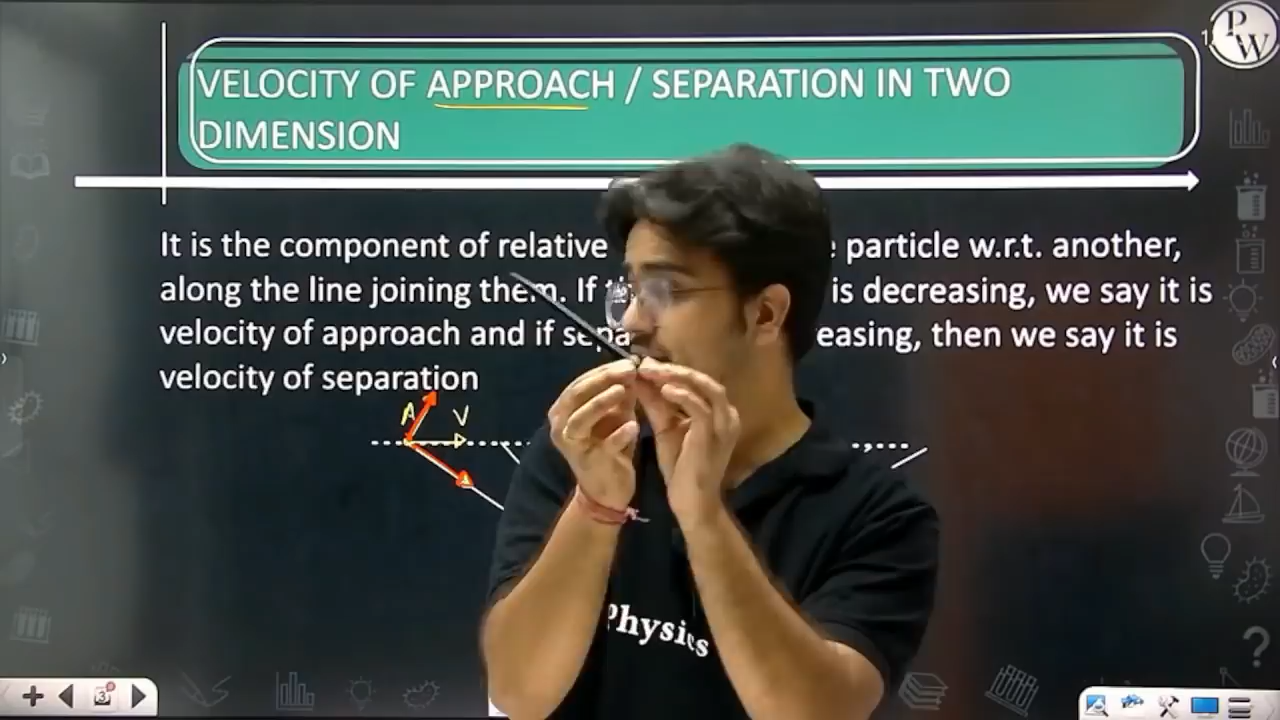 P
W
VELOCITY OF APPROACH / SEPARATION IN TWO
DIMENSION
It is the component of relative particle w.r.t. another,
along the line joining them. If is decreasing, we say it is
velocity of approach and if then we say it is
velocity of separation
A V
Physics
?